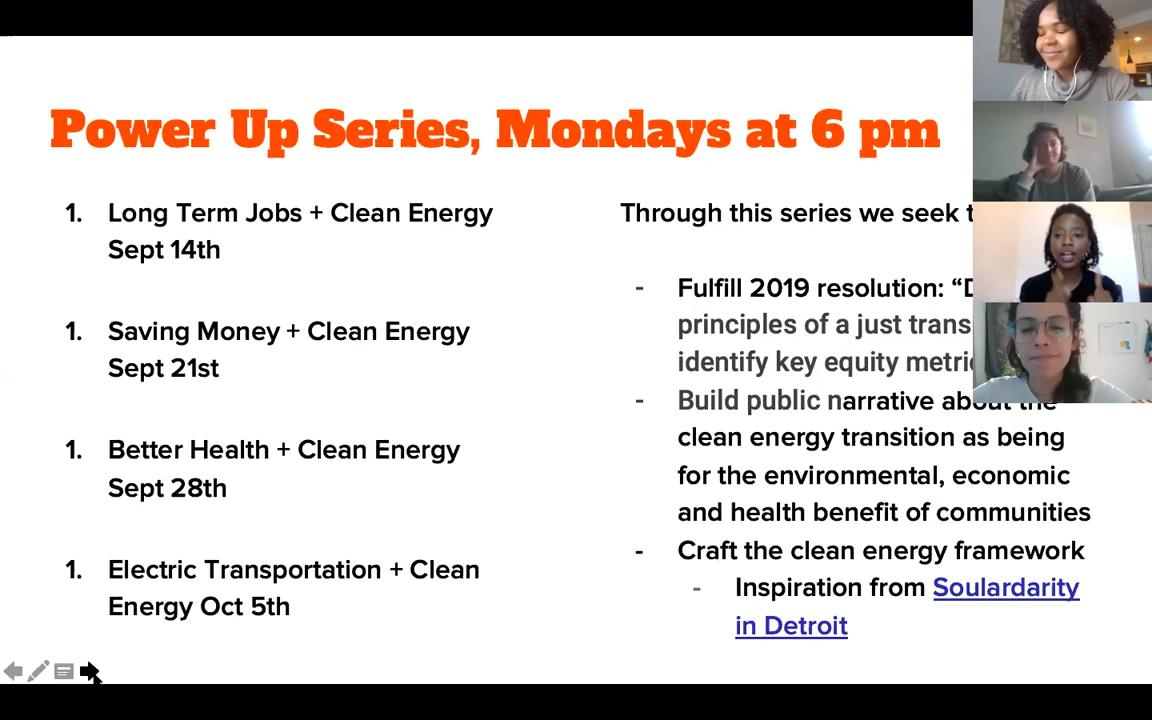 Power Up Series, Mondays at 6 pm
1. Long Term Jobs + Clean Energy
Sept 14th
1. Saving Money + Clean Energy
Sept 21st
1. Better Health + Clean Energy
Sept 28th
1. Electric Transportation + Clean
Energy Oct 5th
Through this series we seek
- Fulfill 2019 resolution: “
principles of a just
identify key equity
- Build public narrative about the
clean energy transition as being
for the environmental, economic
and health benefit of communities
- Craft the clean energy framework
- Inspiration from Soulardarity
in Detroit